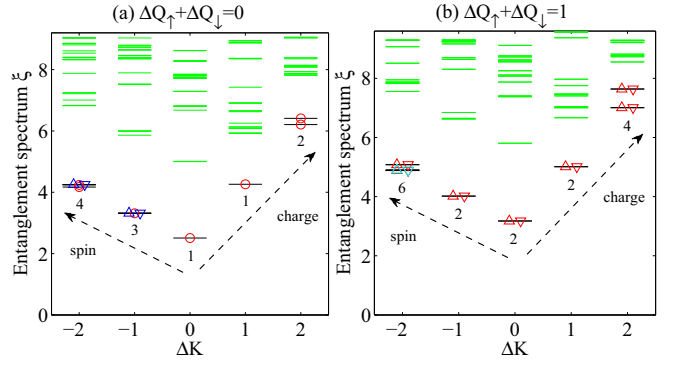 (a) ΔQ↑+ΔQ↓=0
Entanglement spectrum ξ
8
6
4
2
0
4
3
1
1
2
spin
charge
−2 −1 0 1 2
ΔK
(b) ΔQ↑+ΔQ↓=1
Entanglement spectrum ξ
8
6
4
2
0
6
2
2
2
4
spin
charge
−2 −1 0 1 2
ΔK